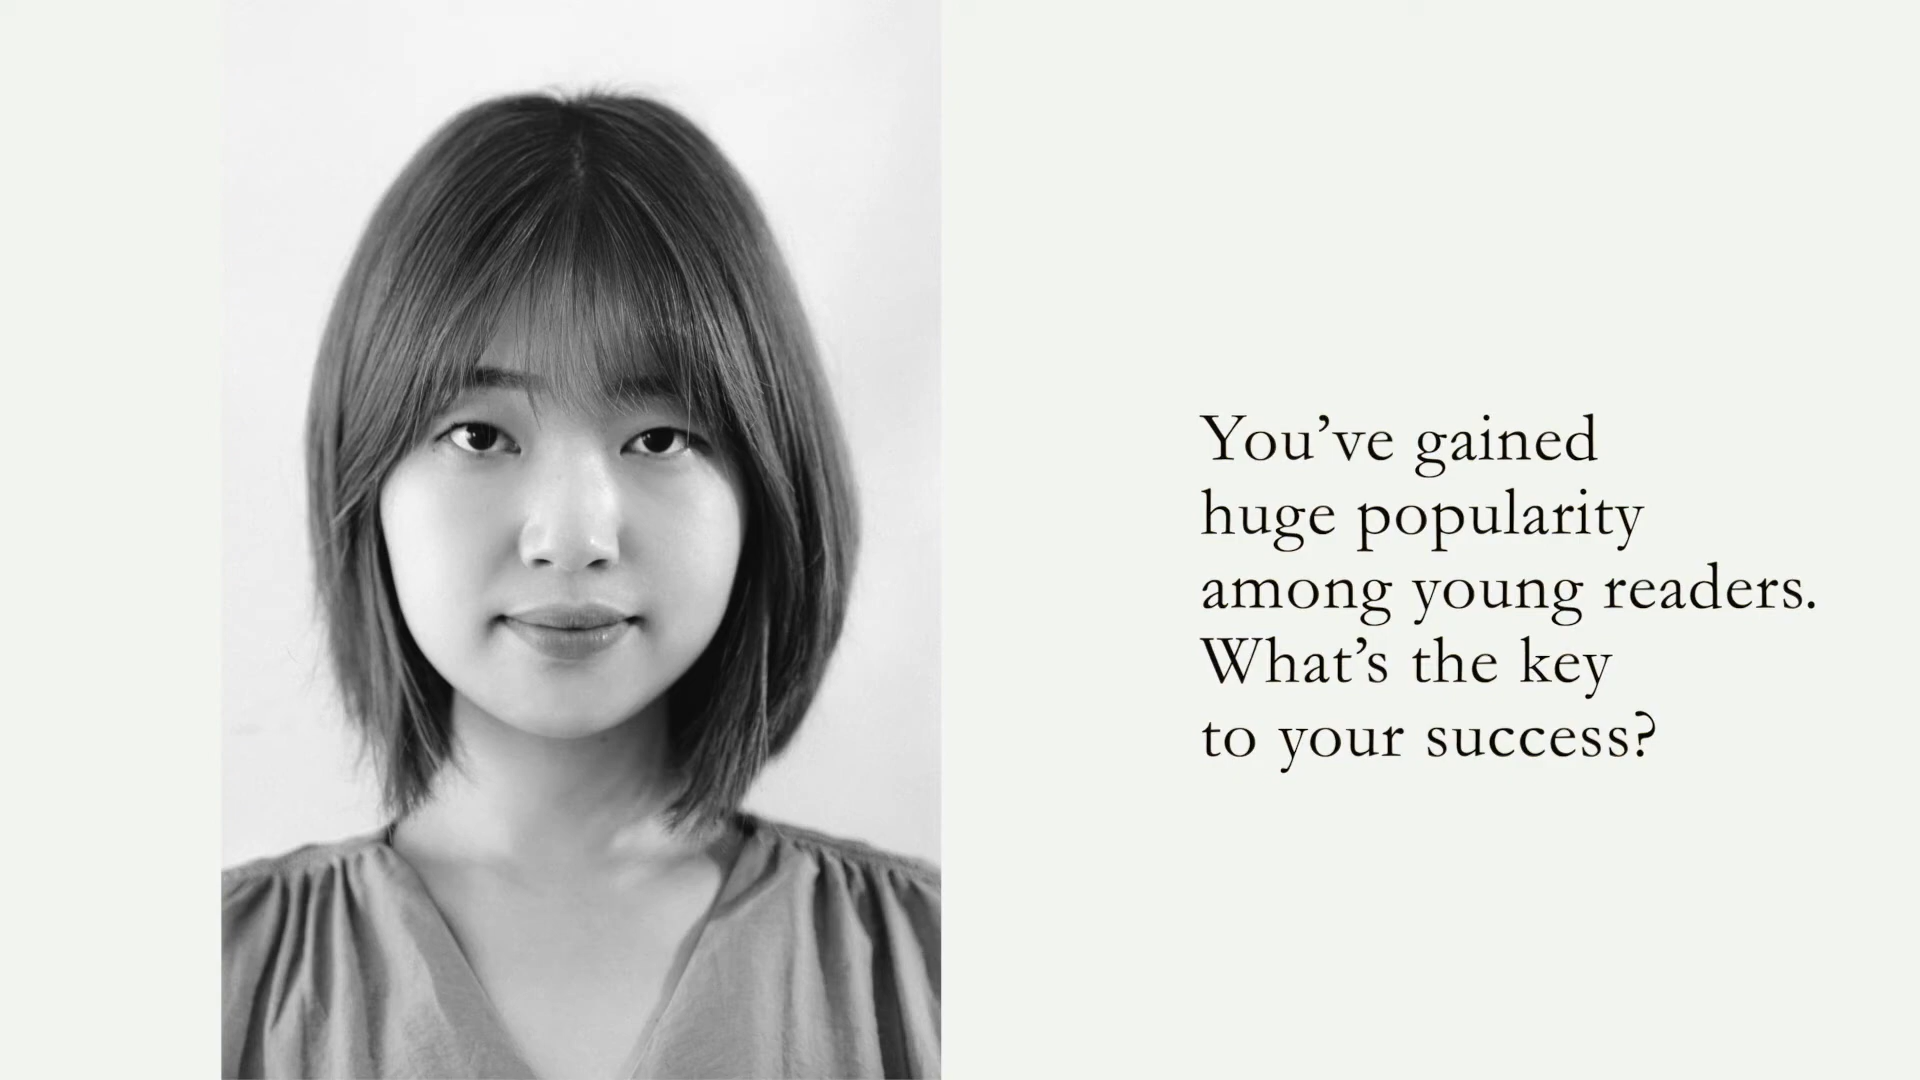 You’ve gained
huge popularity
among young readers.
What’s the key
to your success?